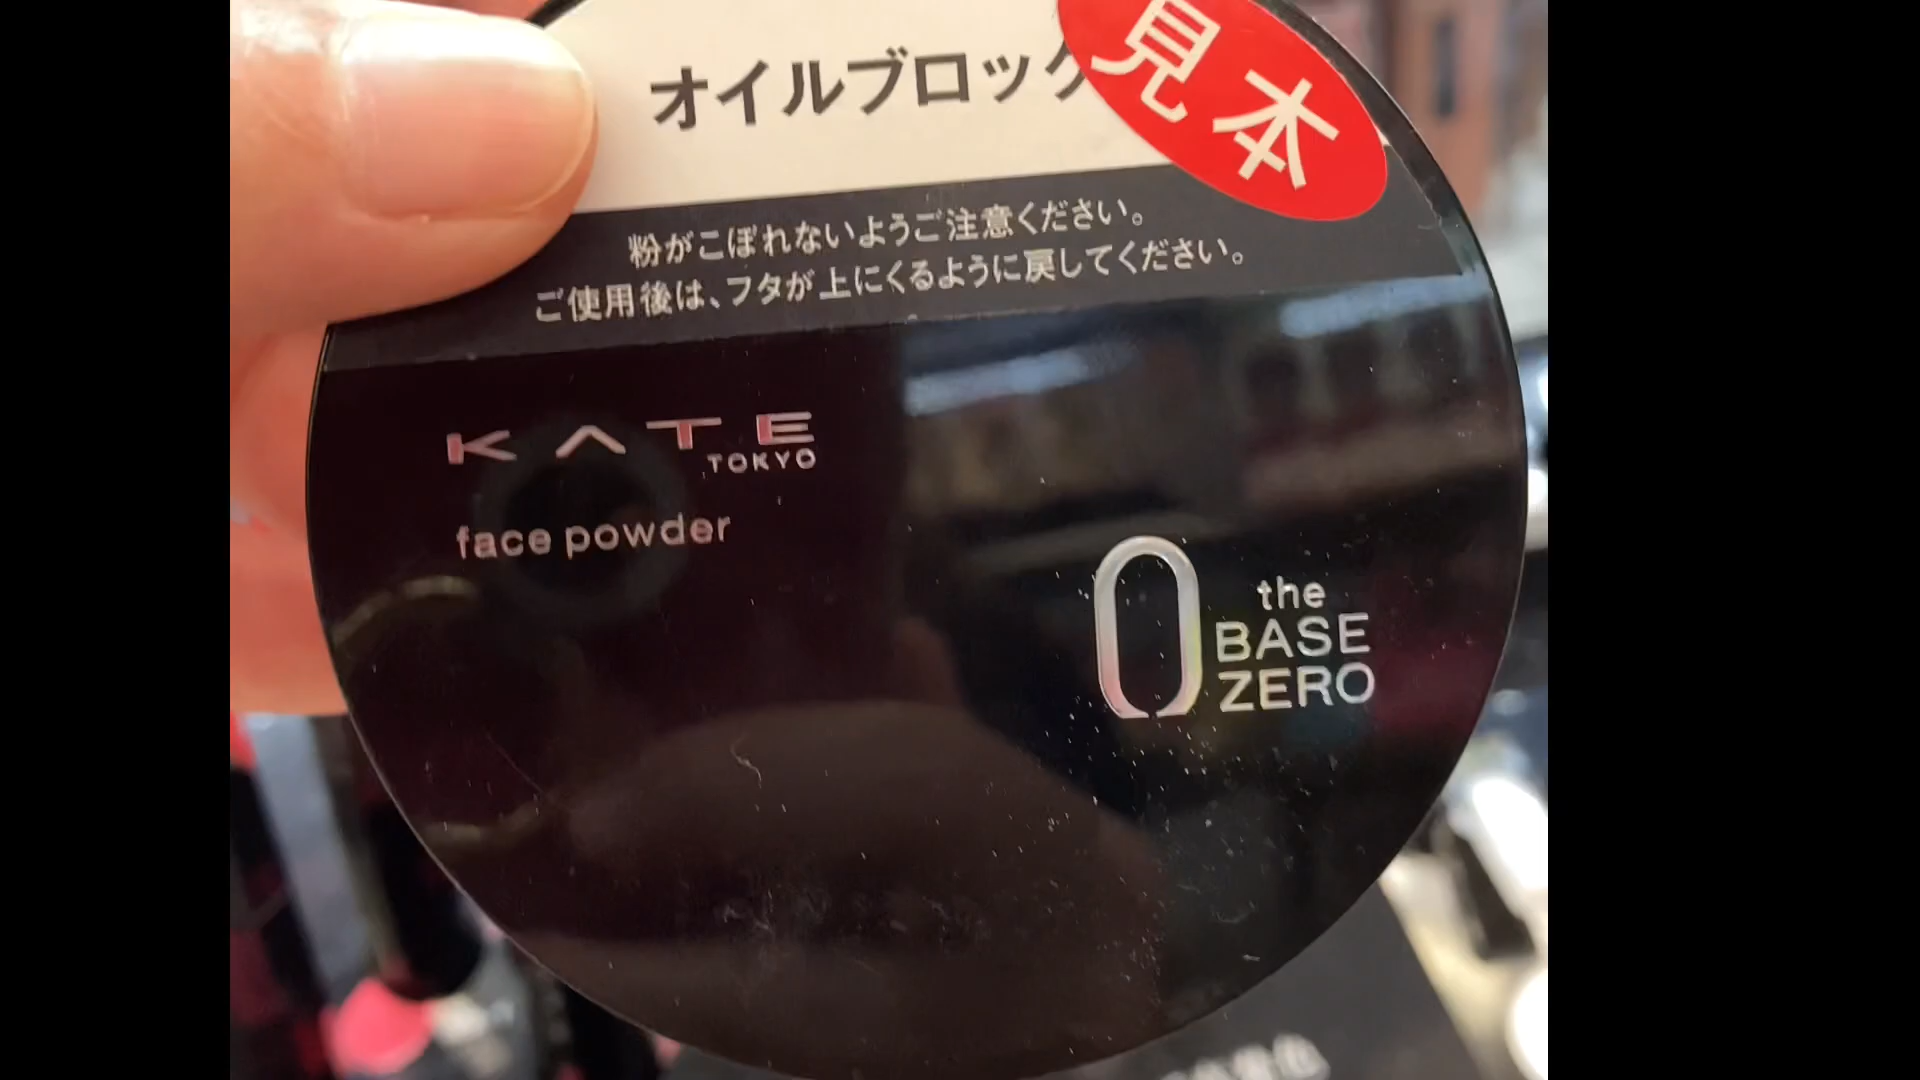 オイルブロック
見本
粉がこぼれないようご注意ください。
ご使用後は、フタが上にくるように戻してください。
KATE
TOKYO
face powder
0
the
BASE
ZERO